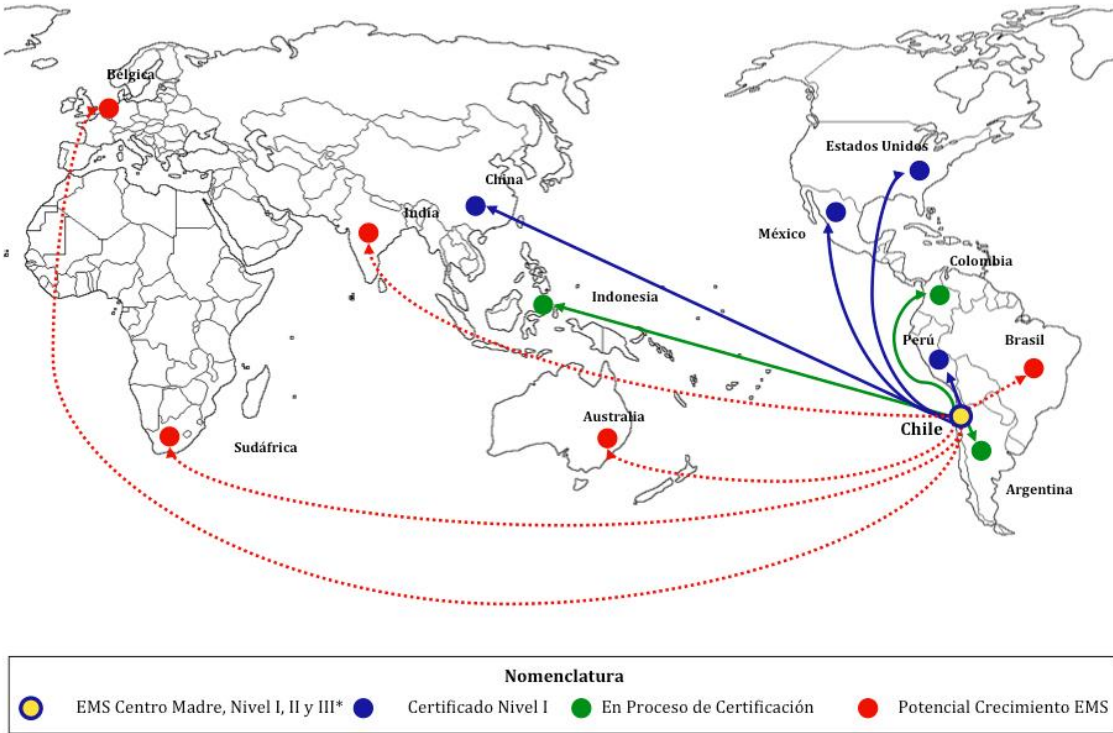 Bélgica
Estados Unidos
China
India
México
Colombia
Indonesia
Perú
Brasil
Australia
Chile
Sudáfrica
Argentina
Nomenclatura
EMS Centro Madre, Nivel I, II y III*
Certificado Nivel I
En Proceso de Certificación
Potencial Crecimiento EMS